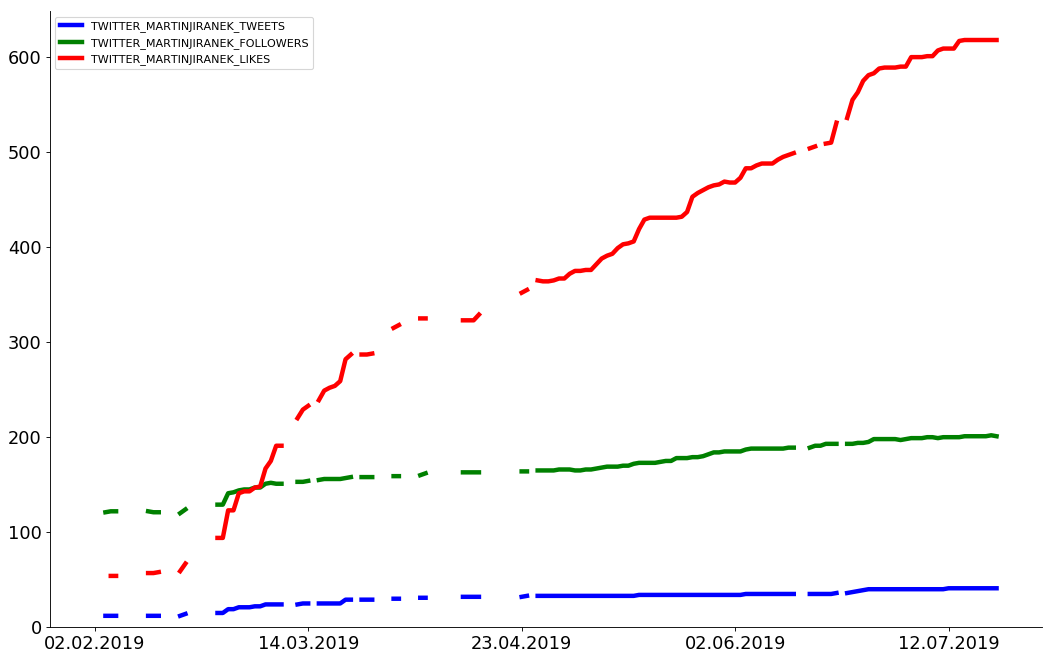 TWITTER_MARTINJIRANEK_TWEETS
TWITTER_MARTINJIRANEK_FOLLOWERS
TWITTER_MARTINJIRANEK_LIKES
600
500
400
300
200
100
0
02.02.2019 14.03.2019 23.04.2019 02.06.2019 12.07.2019